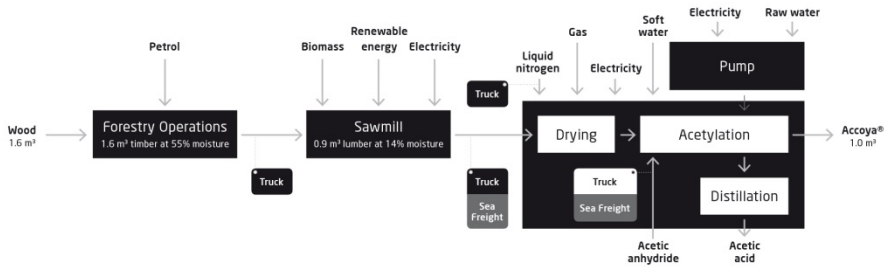 Petrol
Biomass
Renewable
energy
Electricity
Liquid
nitrogen
Gas
Electricity
Soft
water
Electricity
Raw water
Pump
Truck
Wood
1.6 m³
Forestry Operations
1.6 m³ timber at 55% moisture
Sawmill
0.9 m³ lumber at 14% moisture
Drying
Acetylation
Accoya®
1.0 m³
Truck
Truck
Sea
Freight
Truck
Sea Freight
Distillation
Acetic
anhydride
Acetic
acid